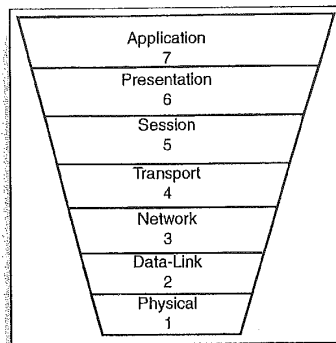 Application
7
Presentation
6
Session
5
Transport
4
Network
3
Data-Link
2
Physical
1